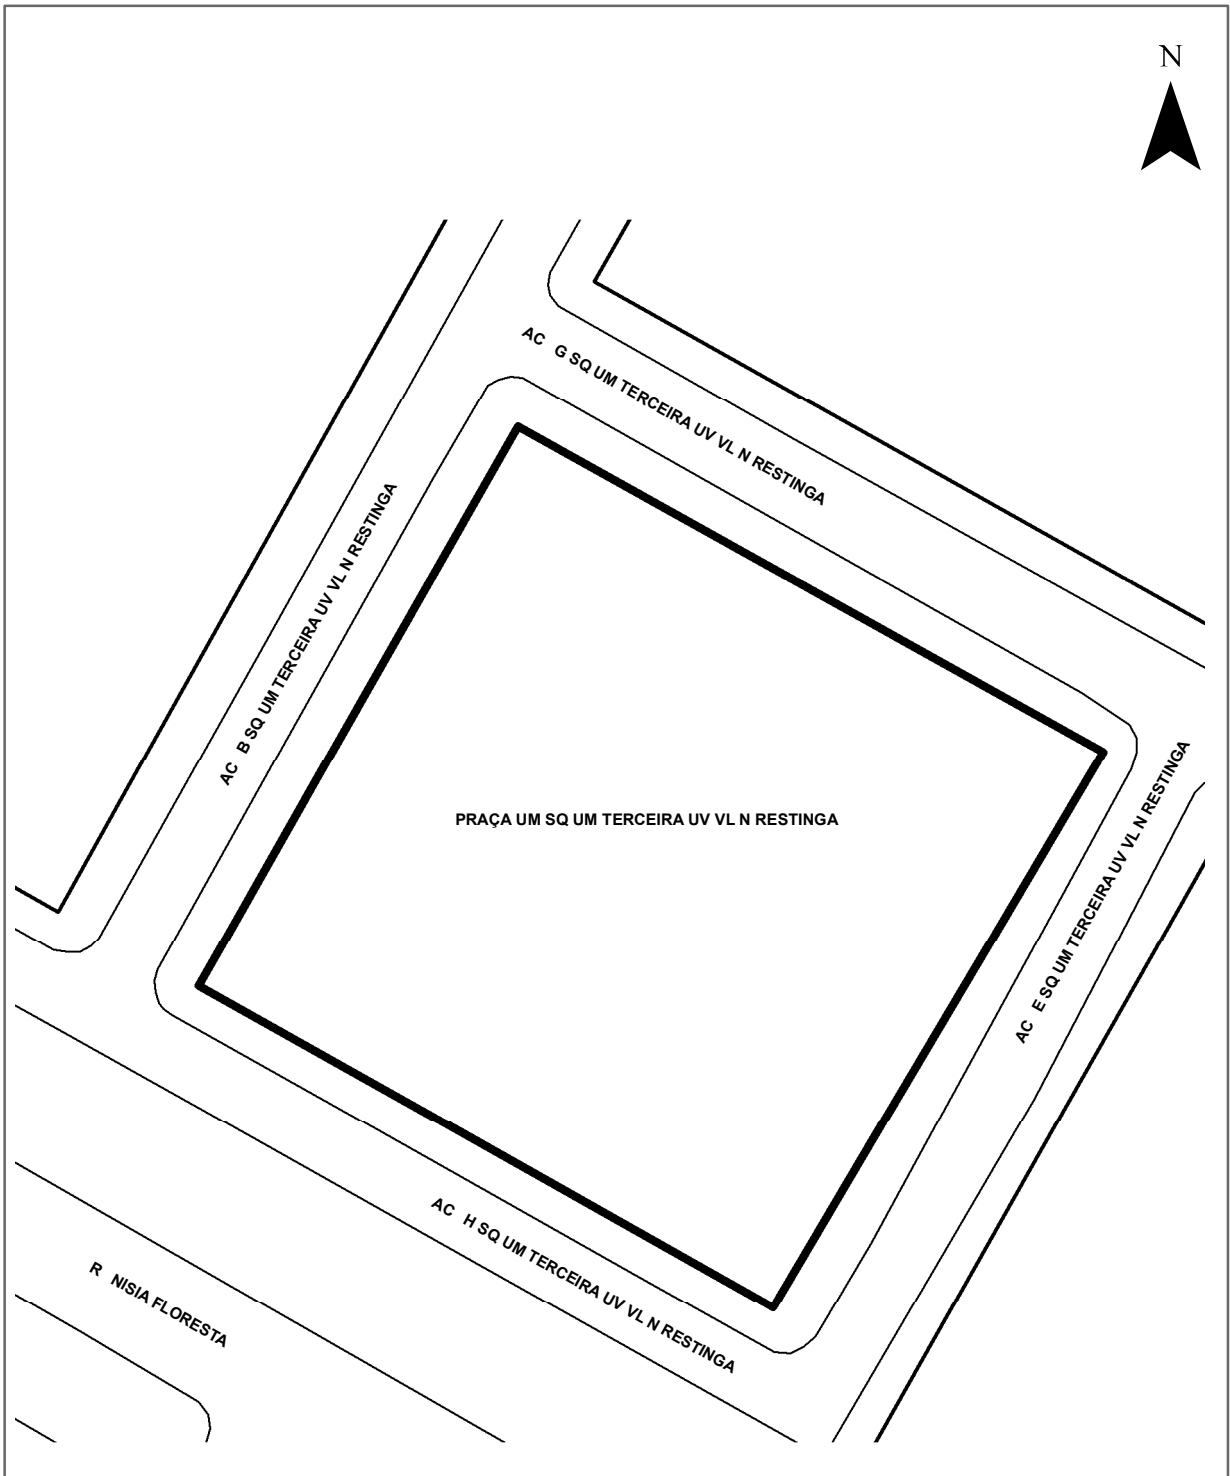 N
AC G SQ UM TERCEIRA UV VL N RESTINGA
AC B SQ UM TERCEIRA UV VL N RESTINGA
PRAÇA UM SQ UM TERCEIRA UV VL N RESTINGA
AC E SQ UM TERCEIRA UV VL N RESTINGA
AC H SQ UM TERCEIRA UV VL N RESTINGA
R NISIA FLORESTA